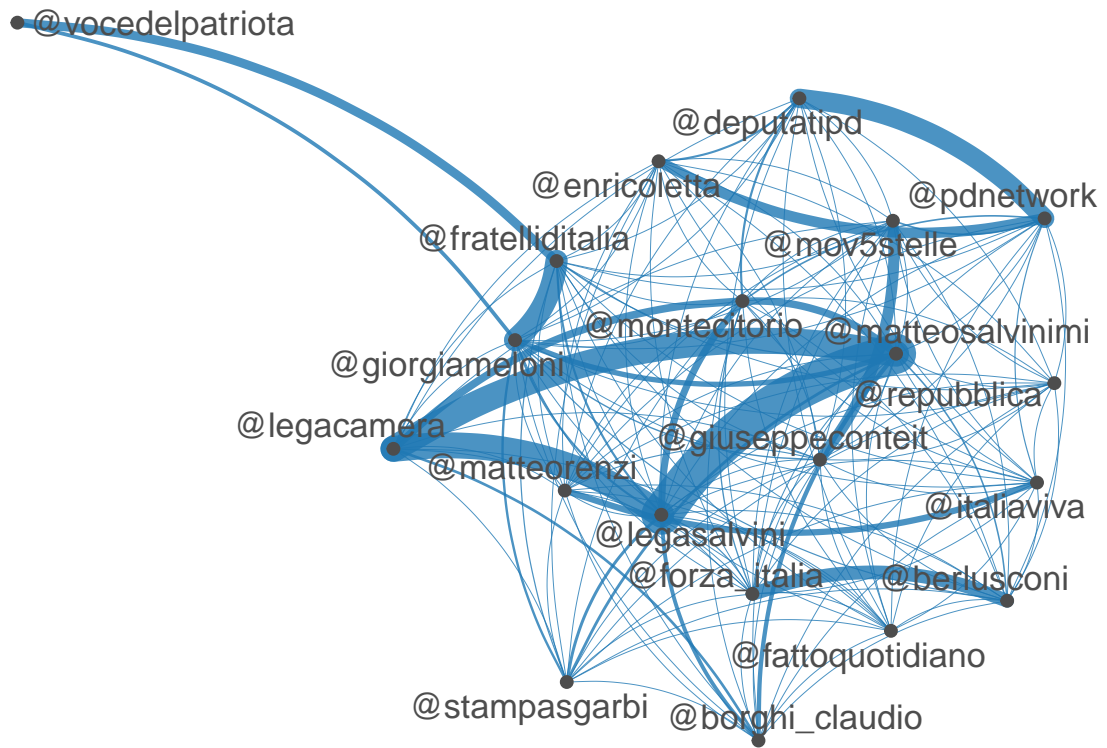 @vocedelpatriota
@deputatipd
@enricoletta
@pdnetwork
@fratelliditalia
@mov5stelle
@montecitorio
@matteosalvinimi
@giorgiameloni
@repubblica
@legacamera
@giuseppeconteit
@matteorenzi
@italiaviva
@legasalvini
@forza_italia
@berlusconi
@fattoquotidiano
@stampasgarbi
@borghi_claudio